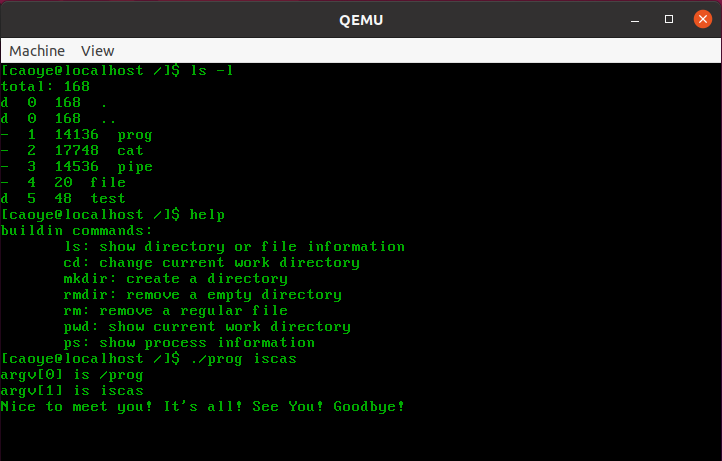 QEMU
Machine View
[caoye@localhost /]$ ls -l
total: 168
d  0  168  .
d  0  168  ..
-  1  14136  prog
-  2  17748  cat
-  3  14536  pipe
-  4  20  file
d  5  48  test
[caoye@localhost /]$ help
buildin commands:
       ls: show directory or file information
       cd: change current work directory
       mkdir: create a directory
       rmdir: remove a empty directory
       rm: remove a regular file
       pwd: show current work directory
       ps: show process information
[caoye@localhost /]$ ./prog iscas
argv[0] is /prog
argv[1] is iscas
Nice to meet you! It's all! See You! Goodbye!